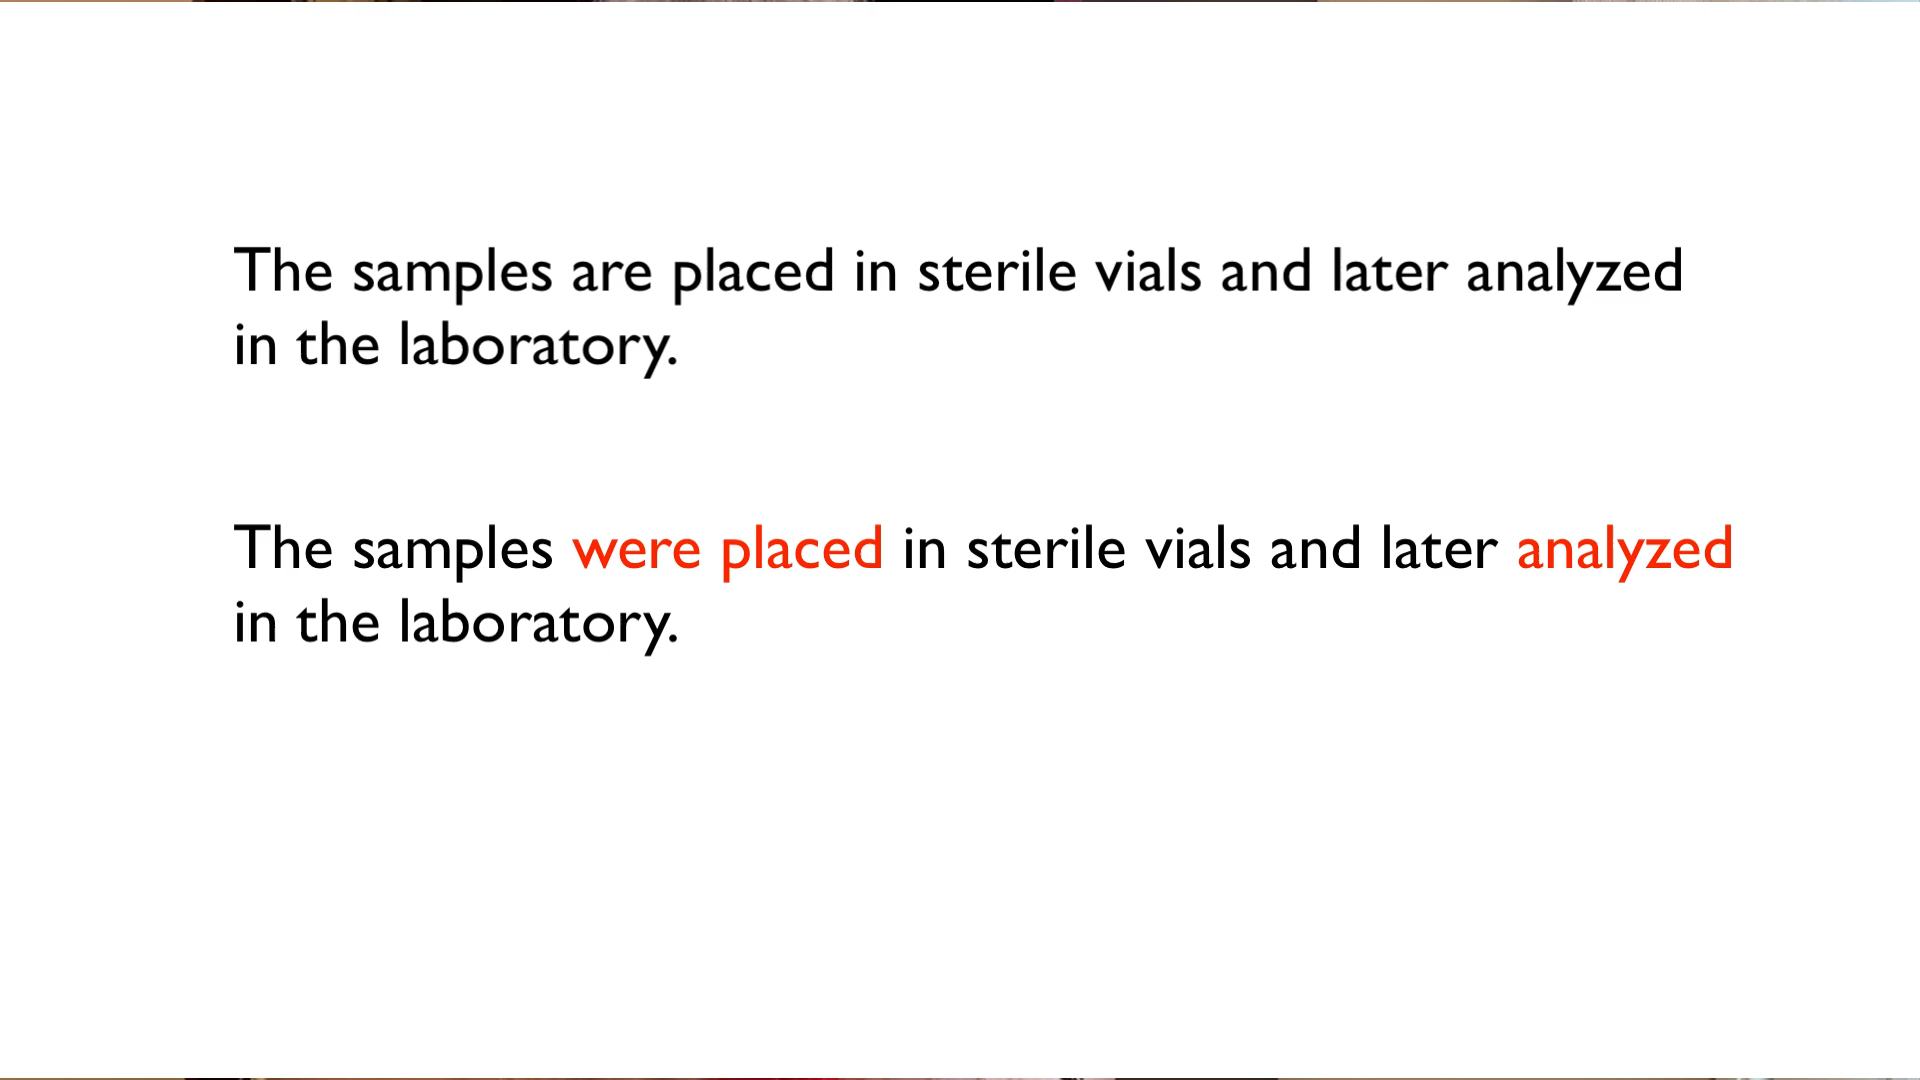 The samples are placed in sterile vials and later analyzed
in the laboratory.
The samples were placed in sterile vials and later analyzed
in the laboratory.